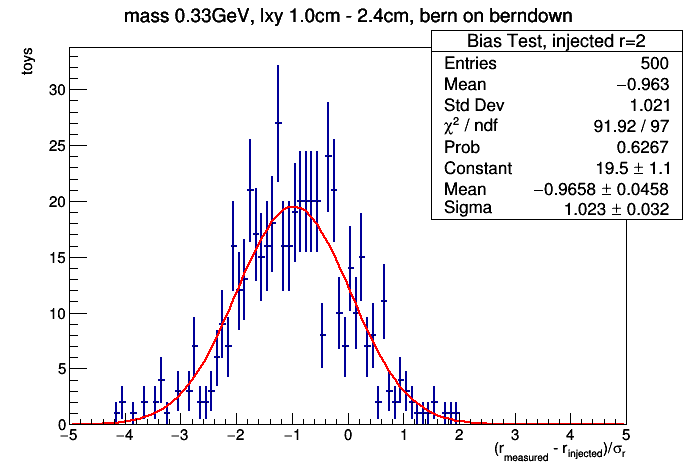 mass 0.33GeV, lxy 1.0cm - 2.4cm, bern on berndown
toys
Bias Test, injected r=2
Entries 500
Mean −0.963
Std Dev 1.021
χ² / ndf 91.92 / 97
Prob 0.6267
Constant 19.5 ± 1.1
Mean −0.9658 ± 0.0458
Sigma 1.023 ± 0.032
30
25
20
15
10
5
0
−5 −4 −3 −2 −1 0 1 2 3 4 5
(r_measured - r_injected)/σ_r